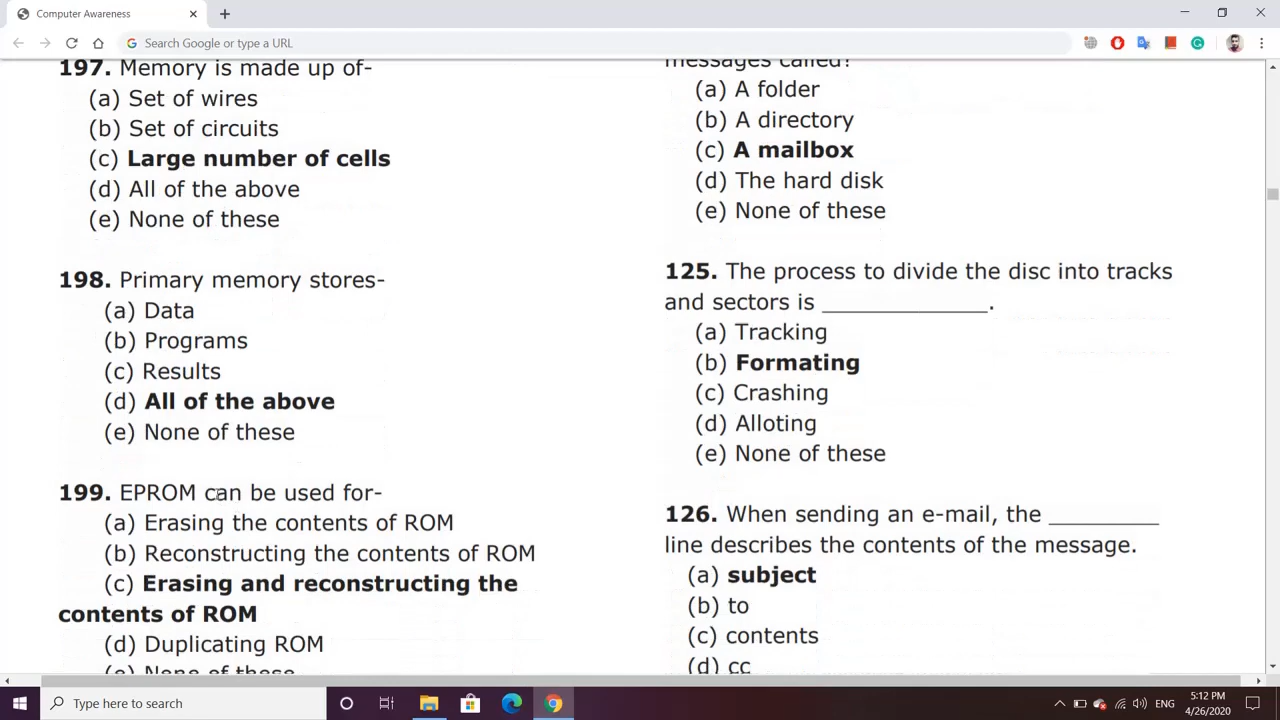 Computer Awareness
Search Google or type a URL
197. Memory is made up of-
(a) Set of wires
(b) Set of circuits
(c) Large number of cells
(d) All of the above
(e) None of these
198. Primary memory stores-
(a) Data
(b) Programs
(c) Results
(d) All of the above
(e) None of these
199. EPROM can be used for-
(a) Erasing the contents of ROM
(b) Reconstructing the contents of ROM
(c) Erasing and reconstructing the
contents of ROM
(d) Duplicating ROM
(e) None of these
messages called?
(a) A folder
(b) A directory
(c) A mailbox
(d) The hard disk
(e) None of these
125. The process to divide the disc into tracks
and sectors is ______________.
(a) Tracking
(b) Formating
(c) Crashing
(d) Alloting
(e) None of these
126. When sending an e-mail, the _________
line describes the contents of the message.
(a) subject
(b) to
(c) contents
(d) cc
Type here to search
ENG
5:12 PM
4/26/2020